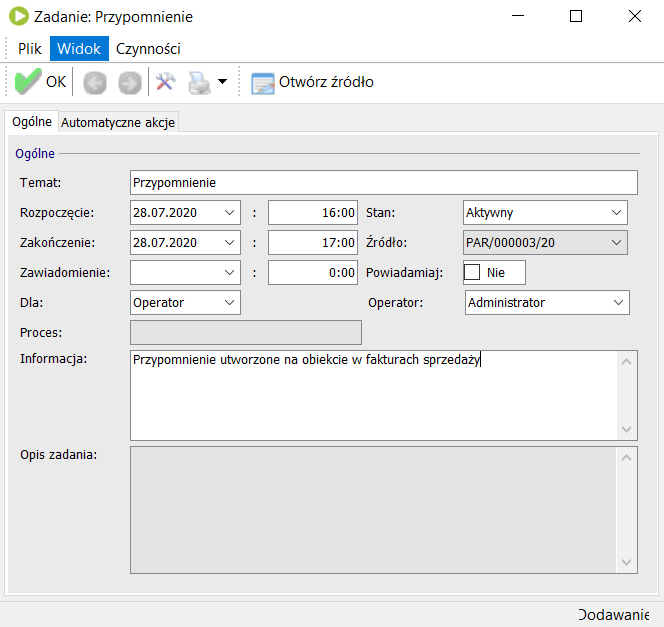 Zadanie: Przypomnienie
Plik Widok Czynności
OK Otwórz źródło
Ogólne Automatyczne akcje
Ogólne
Temat: Przypomnienie
Rozpoczęcie: 28.07.2020 : 16:00 Stan: Aktywny
Zakończenie: 28.07.2020 : 17:00 Źródło: PAR/000003/20
Zawiadomienie: : 0:00 Powiadamiaj: Nie
Dla: Operator Operator: Administrator
Proces:
Informacja: Przypomnienie utworzone na obiekcie w fakturach sprzedaży
Opis zadania:
Dodawanie